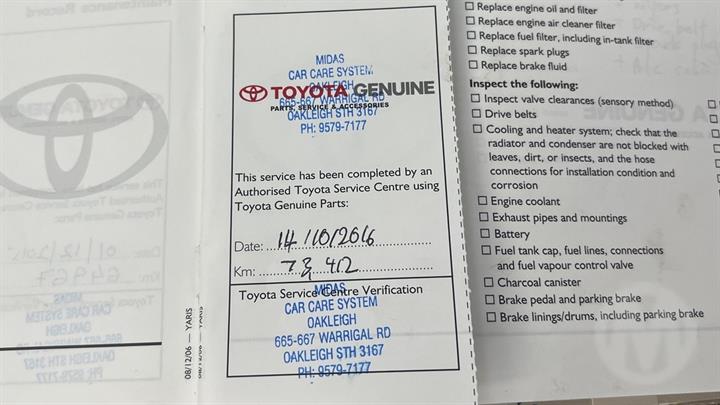 MIDAS
CAR CARE SYSTEM
OAKLEIGH
TOYOTA GENUINE
665-667 WARRIGAL RD
PARTS, SERVICE & ACCESSORIES
OAKLEIGH STH 3167
PH: 9579-7177
This service has been completed by an
Authorised Toyota Service Centre using
Toyota Genuine Parts:
Date: 14/10/2016
Km: 78 412
Toyota Service Centre Verification
MIDAS
CAR CARE SYSTEM
OAKLEIGH
665-667 WARRIGAL RD
OAKLEIGH STH 3167
PH: 9579-7177
08/12/06 — YARIS
Replace engine oil and filter
Replace engine air cleaner filter
Replace fuel filter, including in-tank filter
Replace spark plugs
Replace brake fluid
Inspect the following:
Inspect valve clearances (sensory method)
Drive belts
Cooling and heater system; check that the
radiator and condenser are not blocked with
leaves, dirt, or insects, and the hose
connections for installation condition and
corrosion
Engine coolant
Exhaust pipes and mountings
Battery
Fuel tank cap, fuel lines, connections
and fuel vapour control valve
Charcoal canister
Brake pedal and parking brake
Brake linings/drums, including parking brake